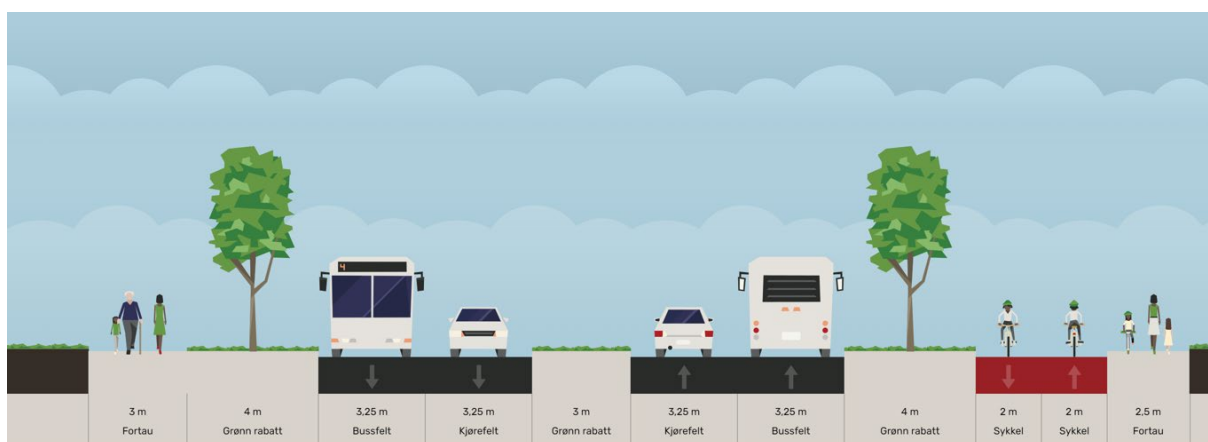 4
3 m
Fortau
4 m
Grønn rabatt
3,25 m
Bussfelt
3,25 m
Kjørefelt
3 m
Grønn rabatt
3,25 m
Kjørefelt
3,25 m
Bussfelt
4 m
Grønn rabatt
2 m
Sykkel
2 m
Sykkel
2,5 m
Fortau